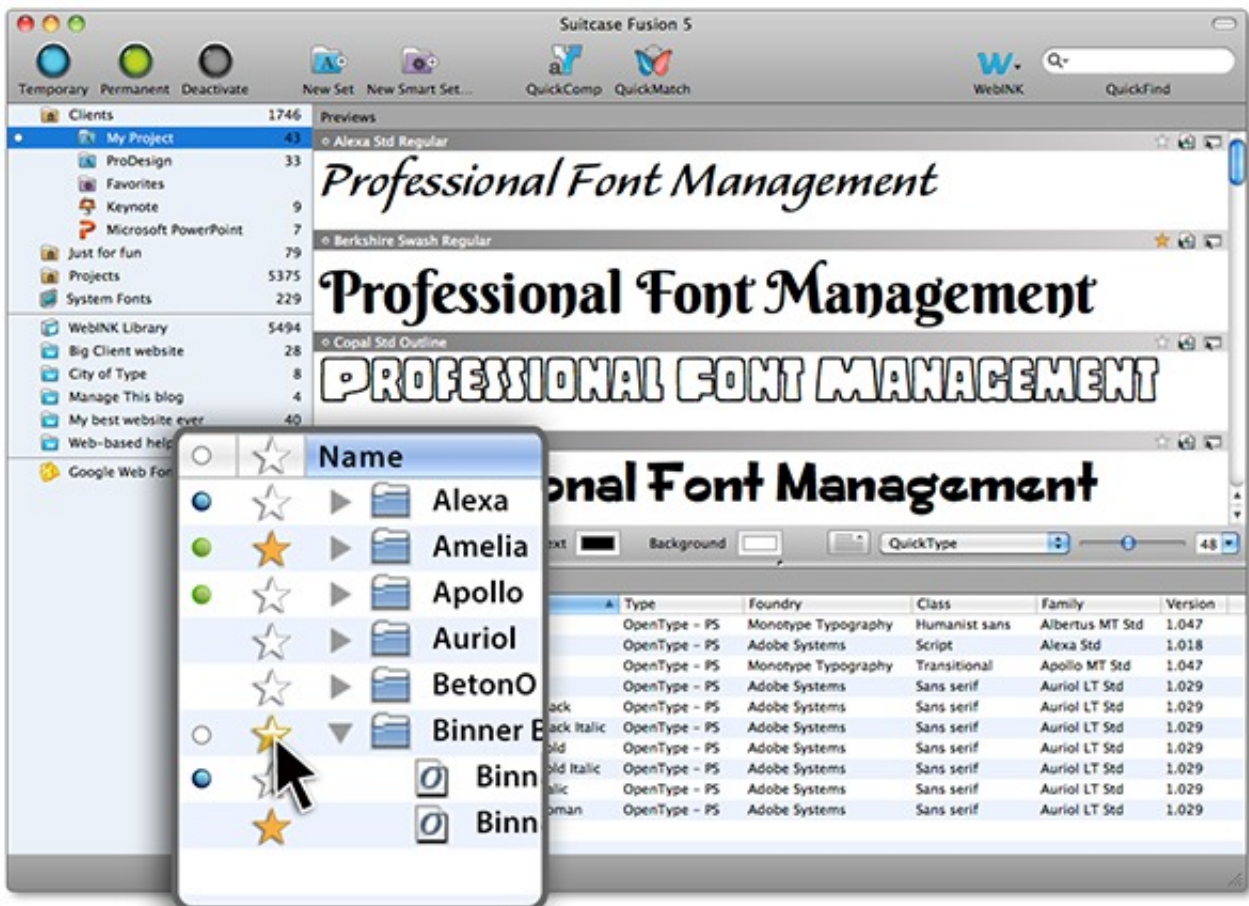 Suitcase Fusion 5
Temporary Permanent Deactivate New Set New Smart Set... QuickComp QuickMatch WebINK QuickFind
Clients 1746
My Project 43
ProDesign 33
Favorites
Keynote 9
Microsoft PowerPoint 7
Just for fun 79
Projects 5375
System Fonts 229
WebINK Library 5494
Big Client website 28
City of Type 8
Manage This blog 4
My best website ever 40
Web-based help
Google Web Fon
Previews
Alexa Std Regular
Professional Font Management
Berkshire Swash Regular
Professional Font Management
Copal Std Outline
PROFESSIONAL FONT MANAGEMENT
onal Font Management
ext Background QuickType 48
Name
Alexa
Amelia
Apollo
Auriol
BetonO
Binner B
Binn
Binn
Type Foundry Class Family Version
OpenType - PS Monotype Typography Humanist sans Albertus MT Std 1.047
OpenType - PS Adobe Systems Script Alexa Std 1.018
OpenType - PS Monotype Typography Transitional Apollo MT Std 1.047
OpenType - PS Adobe Systems Sans serif Auriol LT Std 1.029
ack OpenType - PS Adobe Systems Sans serif Auriol LT Std 1.029
ack Italic OpenType - PS Adobe Systems Sans serif Auriol LT Std 1.029
old OpenType - PS Adobe Systems Sans serif Auriol LT Std 1.029
old Italic OpenType - PS Adobe Systems Sans serif Auriol LT Std 1.029
alic OpenType - PS Adobe Systems Sans serif Auriol LT Std 1.029
oman OpenType - PS Adobe Systems Sans serif Auriol LT Std 1.029